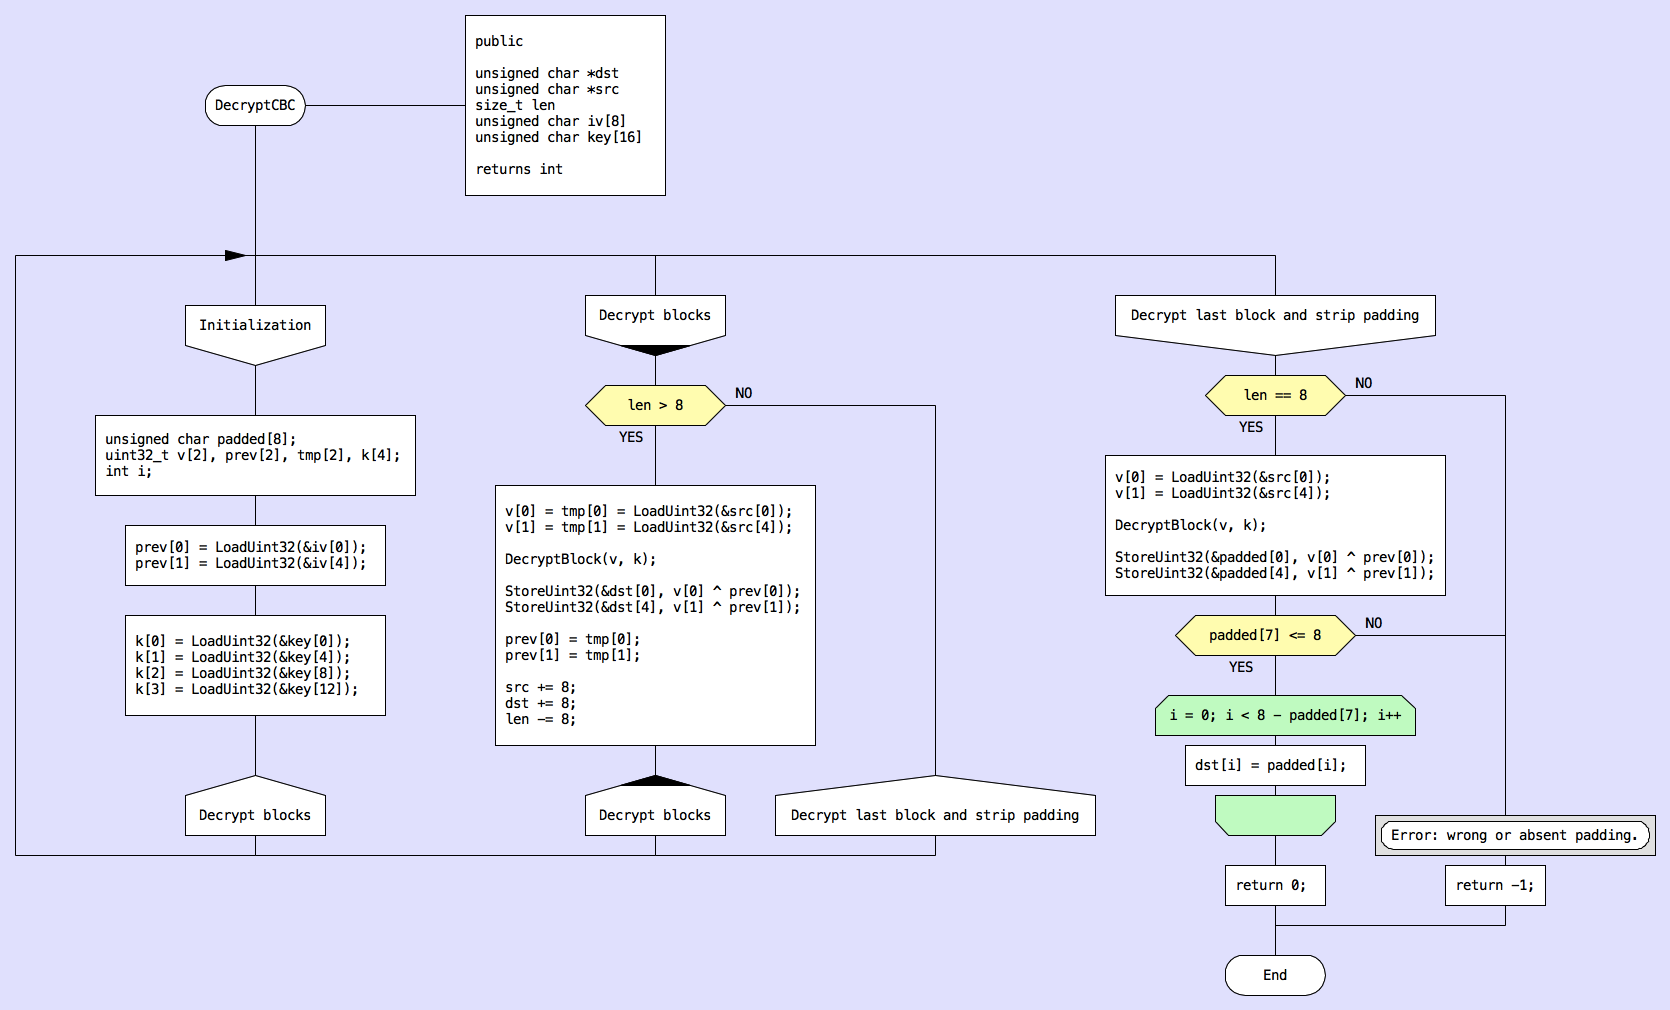 DecryptCBC
public
unsigned char *dst
unsigned char *src
size_t len
unsigned char iv[8]
unsigned char key[16]
returns int
Initialization
unsigned char padded[8];
uint32_t v[2], prev[2], tmp[2], k[4];
int i;
prev[0] = LoadUint32(&iv[0]);
prev[1] = LoadUint32(&iv[4]);
k[0] = LoadUint32(&key[0]);
k[1] = LoadUint32(&key[4]);
k[2] = LoadUint32(&key[8]);
k[3] = LoadUint32(&key[12]);
Decrypt blocks
Decrypt blocks
len > 8
NO
YES
v[0] = tmp[0] = LoadUint32(&src[0]);
v[1] = tmp[1] = LoadUint32(&src[4]);
DecryptBlock(v, k);
StoreUint32(&dst[0], v[0] ^ prev[0]);
StoreUint32(&dst[4], v[1] ^ prev[1]);
prev[0] = tmp[0];
prev[1] = tmp[1];
src += 8;
dst += 8;
len -= 8;
Decrypt blocks
Decrypt last block and strip padding
Decrypt last block and strip padding
len == 8
NO
YES
v[0] = LoadUint32(&src[0]);
v[1] = LoadUint32(&src[4]);
DecryptBlock(v, k);
StoreUint32(&padded[0], v[0] ^ prev[0]);
StoreUint32(&padded[4], v[1] ^ prev[1]);
padded[7] <= 8
NO
YES
i = 0; i < 8 - padded[7]; i++
dst[i] = padded[i];
return 0;
Error: wrong or absent padding.
return -1;
End